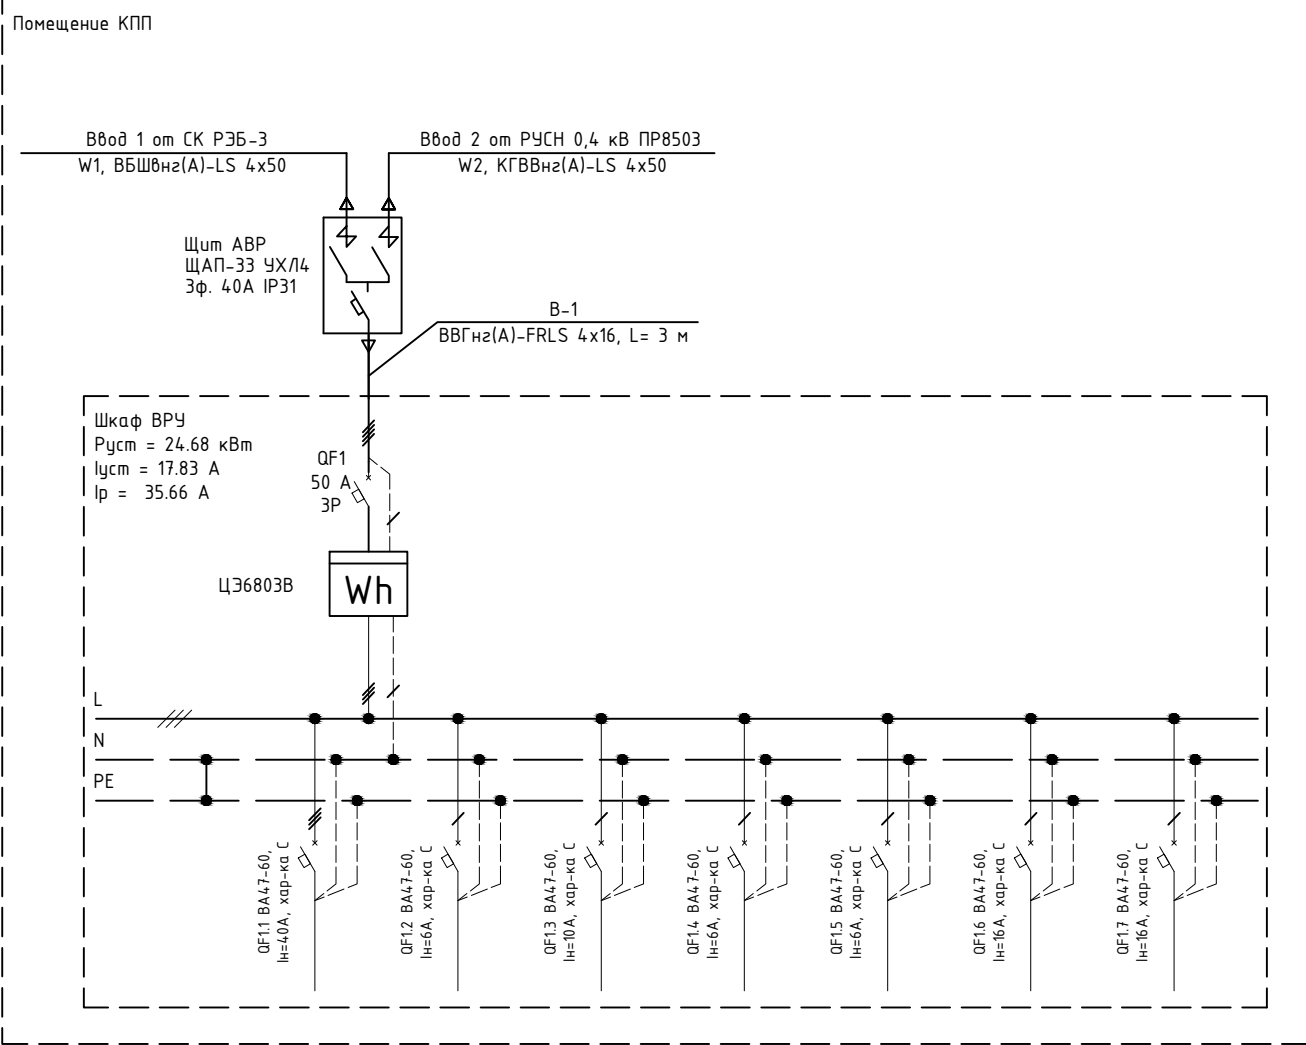 Помещение КПП
Ввод 1 от СК РЭБ-3
W1, ВБШвнг(А)-LS 4x50
Ввод 2 от РУСН 0,4 кВ ПР8503
W2, КГВВнг(А)-LS 4x50
Щит АВР
ЩАП-33 УХЛ4
3ф. 40А IP31
В-1
ВВГнг(А)-FRLS 4x16, L= 3 м
Шкаф ВРУ
Руст = 24.68 кВт
Iуст = 17.83 А
Iр = 35.66 А
QF1
50 А
3Р
ЦЭ6803В
Wh
L
N
PE
QF1.1 ВА47-60,
Iн=40А, хар-ка С
QF1.2 ВА47-60,
Iн=6А, хар-ка С
QF1.3 ВА47-60,
Iн=10А, хар-ка С
QF1.4 ВА47-60,
Iн=6А, хар-ка С
QF1.5 ВА47-60,
Iн=6А, хар-ка С
QF1.6 ВА47-60,
Iн=16А, хар-ка С
QF1.7 ВА47-60,
Iн=16А, хар-ка С